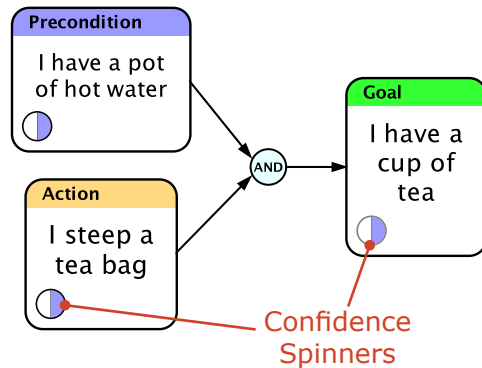 Precondition
I have a pot
of hot water
Action
I steep a
tea bag
AND
Goal
I have a
cup of
tea
Confidence
Spinners